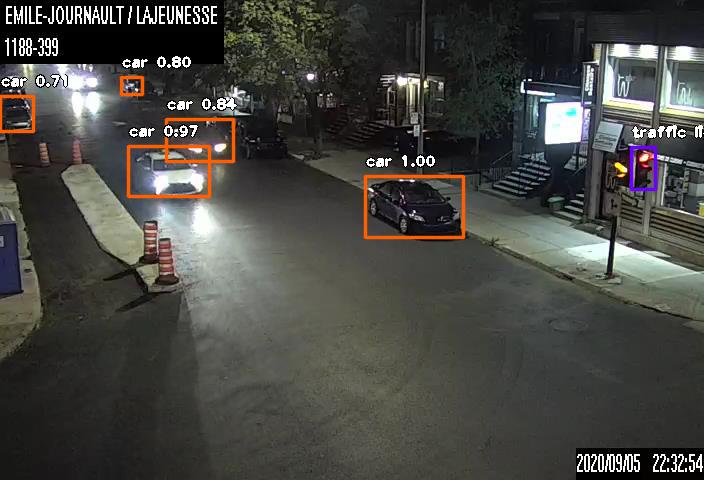 EMILE-JOURNAULT / LAJEUNESSE
1188-399
car 0.80
car 0.71
car 0.84
car 0.97
car 1.00
traffic
2020/09/05 22:32:54